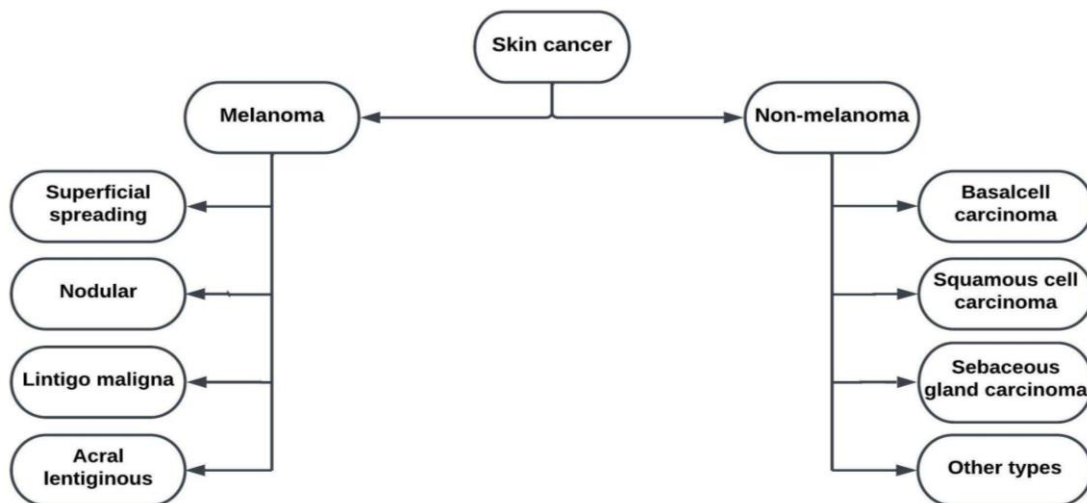 Skin cancer
Melanoma
Non-melanoma
Superficial
spreading
Nodular
Lintigo maligna
Acral
lentiginous
Basalcell
carcinoma
Squamous cell
carcinoma
Sebaceous
gland carcinoma
Other types